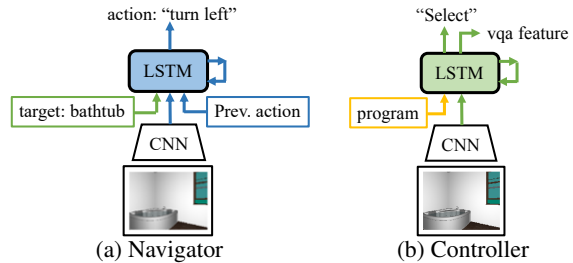 action: “turn left”
LSTM
target: bathtub
Prev. action
CNN
(a) Navigator
“Select”
vqa feature
LSTM
program
CNN
(b) Controller